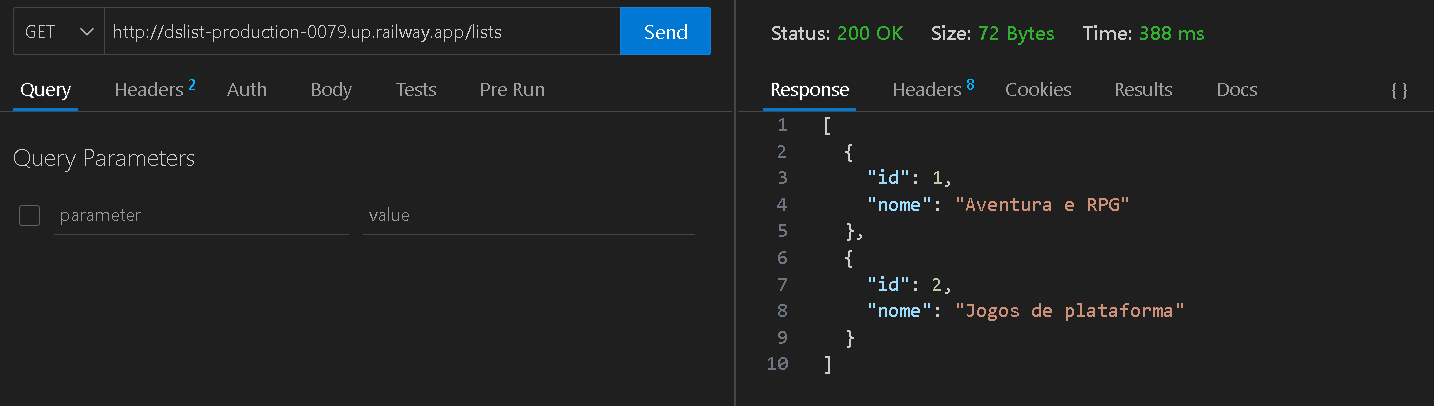 GET http://dslist-production-0079.up.railway.app/lists Send
Query Headers 2 Auth Body Tests Pre Run
Query Parameters
parameter value
Status: 200 OK Size: 72 Bytes Time: 388 ms
Response Headers 8 Cookies Results Docs { }
1 [
2 {
3 "id": 1,
4 "nome": "Aventura e RPG"
5 },
6 {
7 "id": 2,
8 "nome": "Jogos de plataforma"
9 }
10 ]